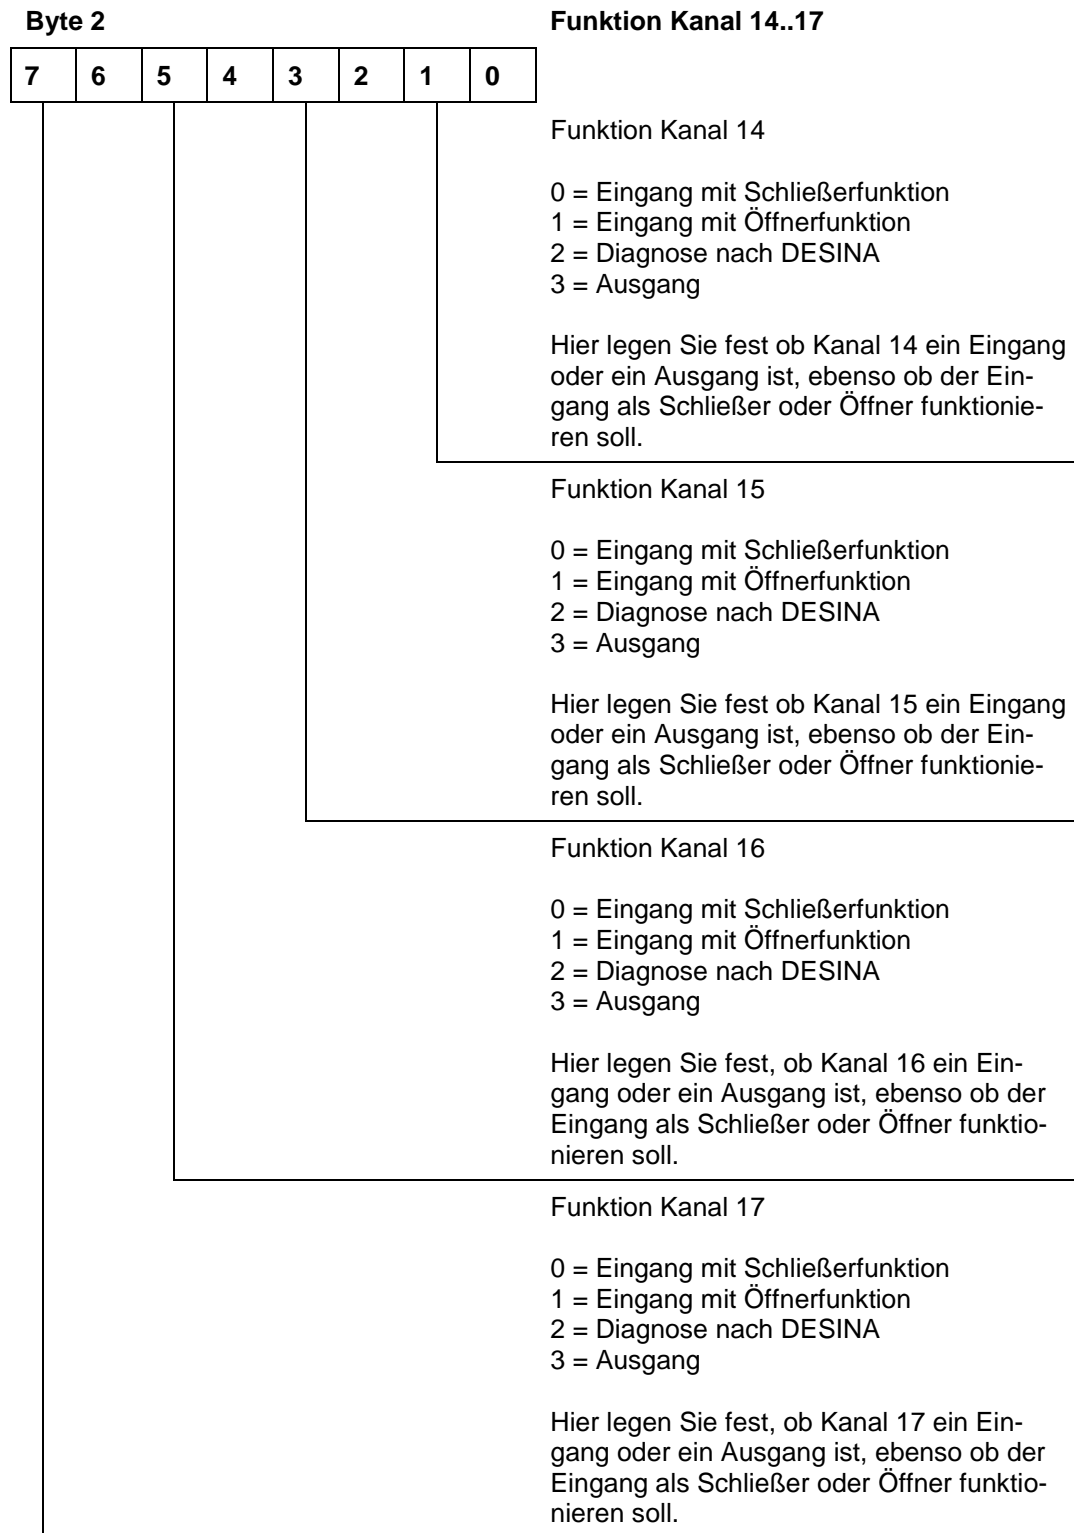 Byte 2 Funktion Kanal 14..17
7 6 5 4 3 2 1 0
Funktion Kanal 14
0 = Eingang mit Schließerfunktion
1 = Eingang mit Öffnerfunktion
2 = Diagnose nach DESINA
3 = Ausgang
Hier legen Sie fest ob Kanal 14 ein Eingang
oder ein Ausgang ist, ebenso ob der Ein-
gang als Schließer oder Öffner funktionie-
ren soll.
Funktion Kanal 15
0 = Eingang mit Schließerfunktion
1 = Eingang mit Öffnerfunktion
2 = Diagnose nach DESINA
3 = Ausgang
Hier legen Sie fest ob Kanal 15 ein Eingang
oder ein Ausgang ist, ebenso ob der Ein-
gang als Schließer oder Öffner funktionie-
ren soll.
Funktion Kanal 16
0 = Eingang mit Schließerfunktion
1 = Eingang mit Öffnerfunktion
2 = Diagnose nach DESINA
3 = Ausgang
Hier legen Sie fest, ob Kanal 16 ein Ein-
gang oder ein Ausgang ist, ebenso ob der
Eingang als Schließer oder Öffner funktio-
nieren soll.
Funktion Kanal 17
0 = Eingang mit Schließerfunktion
1 = Eingang mit Öffnerfunktion
2 = Diagnose nach DESINA
3 = Ausgang
Hier legen Sie fest, ob Kanal 17 ein Ein-
gang oder ein Ausgang ist, ebenso ob der
Eingang als Schließer oder Öffner funktio-
nieren soll.